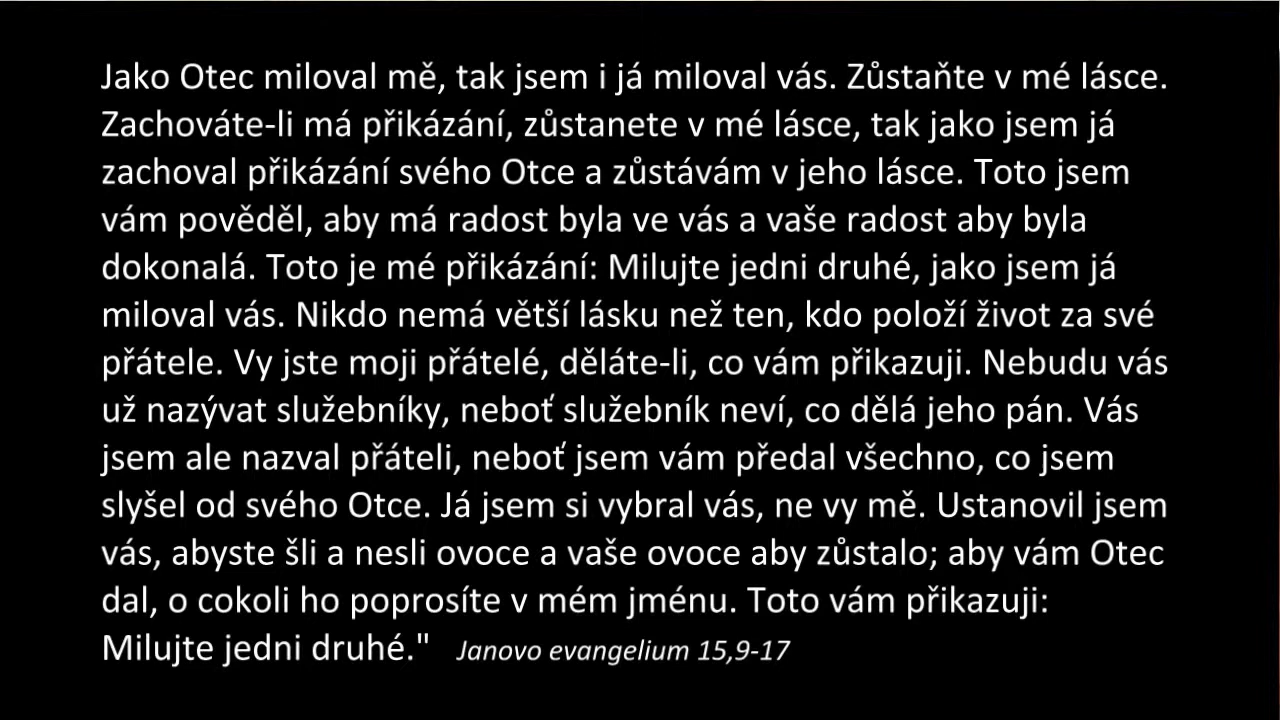 Jako Otec miloval mě, tak jsem i já miloval vás. Zůstaňte v mé lásce.
Zachováte-li má přikázání, zůstanete v mé lásce, tak jako jsem já
zachoval přikázání svého Otce a zůstávám v jeho lásce. Toto jsem
vám pověděl, aby má radost byla ve vás a vaše radost aby byla
dokonalá. Toto je mé přikázání: Milujte jedni druhé, jako jsem já
miloval vás. Nikdo nemá větší lásku než ten, kdo položí život za své
přátele. Vy jste moji přátelé, děláte-li, co vám přikazuji. Nebudu vás
už nazývat služebníky, neboť služebník neví, co dělá jeho pán. Vás
jsem ale nazval přáteli, neboť jsem vám předal všechno, co jsem
slyšel od svého Otce. Já jsem si vybral vás, ne vy mě. Ustanovil jsem
vás, abyste šli a nesli ovoce a vaše ovoce aby zůstalo; aby vám Otec
dal, o cokoli ho poprosíte v mém jménu. Toto vám přikazuji:
Milujte jedni druhé." Janovo evangelium 15,9-17